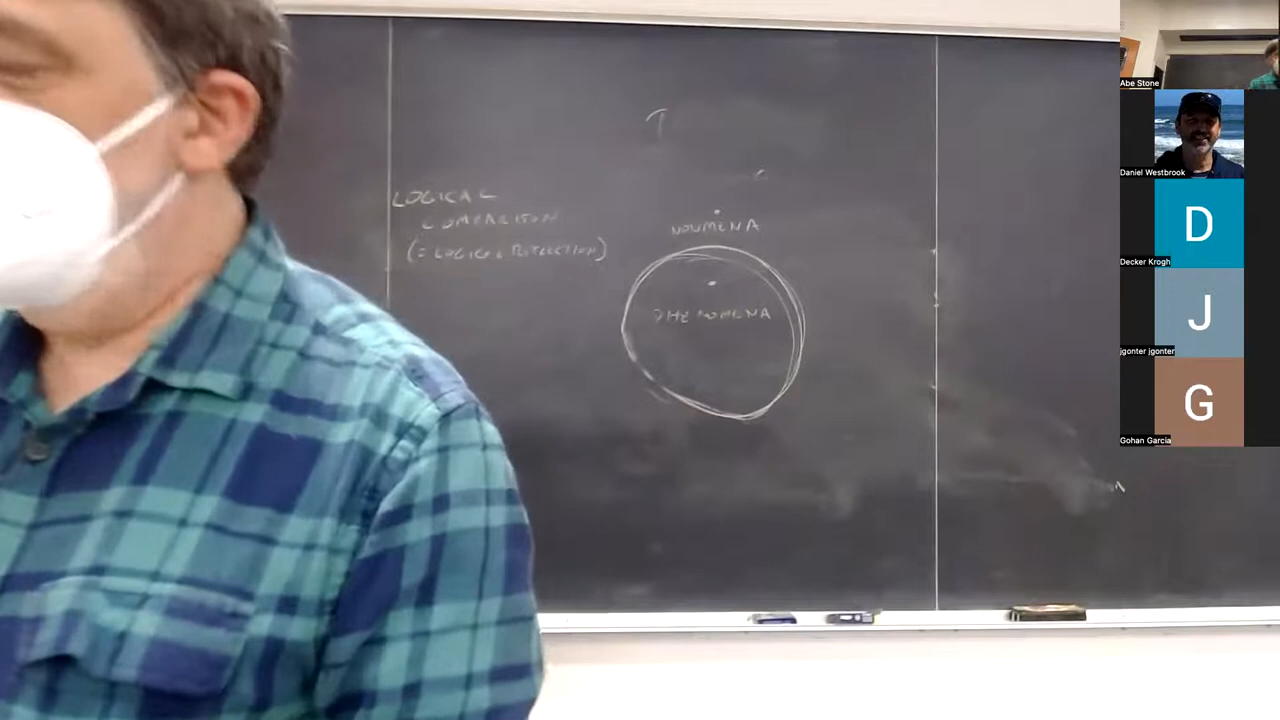 LOGICAL
COMPARISON
(= LOGICAL REFLECTION)
T
NOUMENA
PHENOMENA
Abe Stone
Daniel Westbrook
D
Decker Krogh
J
jgonter jgonter
G
Gohan Garcia